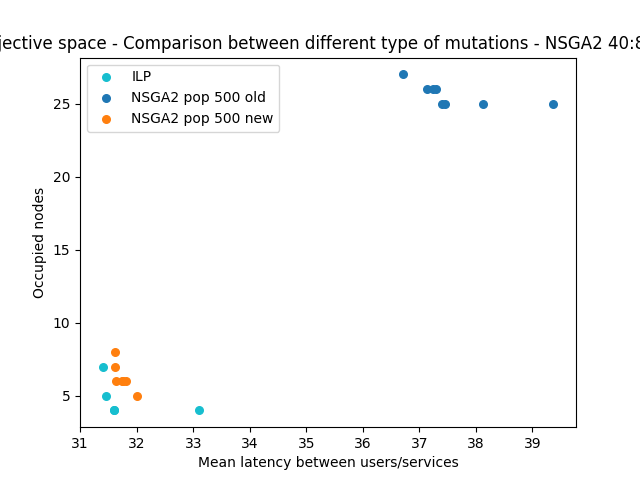 jective space - Comparison between different type of mutations - NSGA2 40:8
ILP
NSGA2 pop 500 old
NSGA2 pop 500 new
Occupied nodes
25
20
15
10
5
31 32 33 34 35 36 37 38 39
Mean latency between users/services